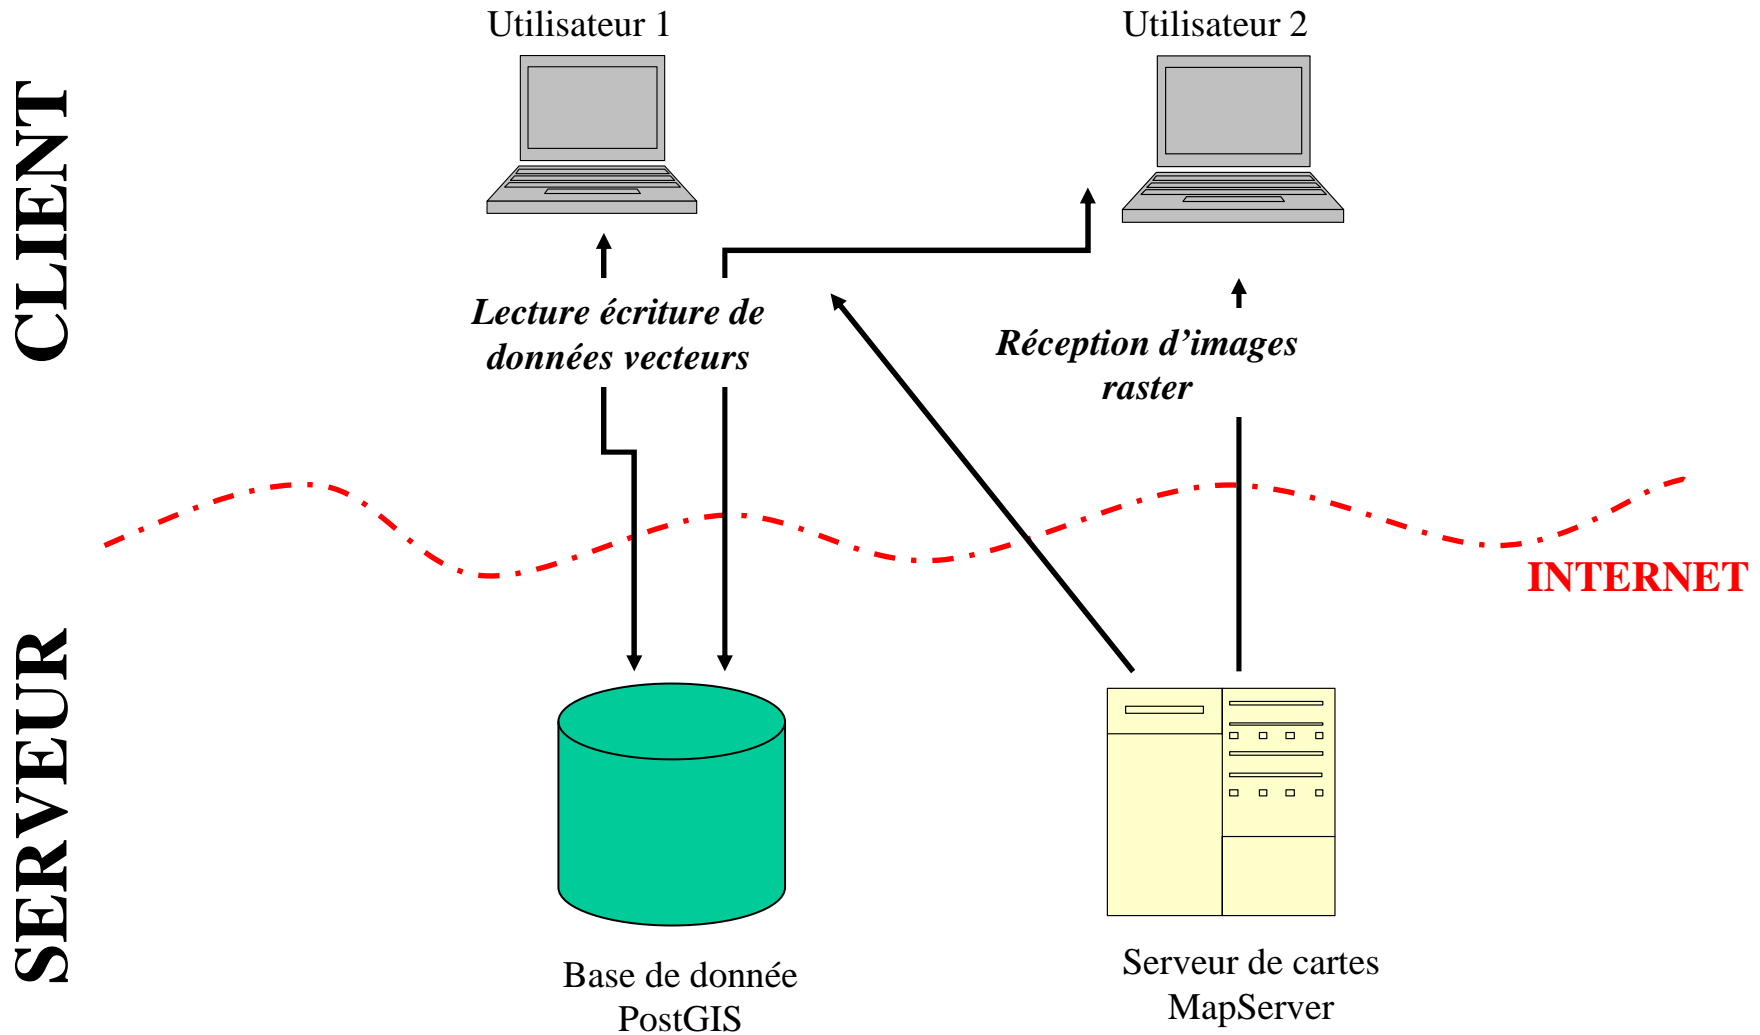 Utilisateur 1
Utilisateur 2
CLIENT
Lecture écriture de
données vecteurs
Réception d’images
raster
INTERNET
SERVEUR
Base de donnée
PostGIS
Serveur de cartes
MapServer